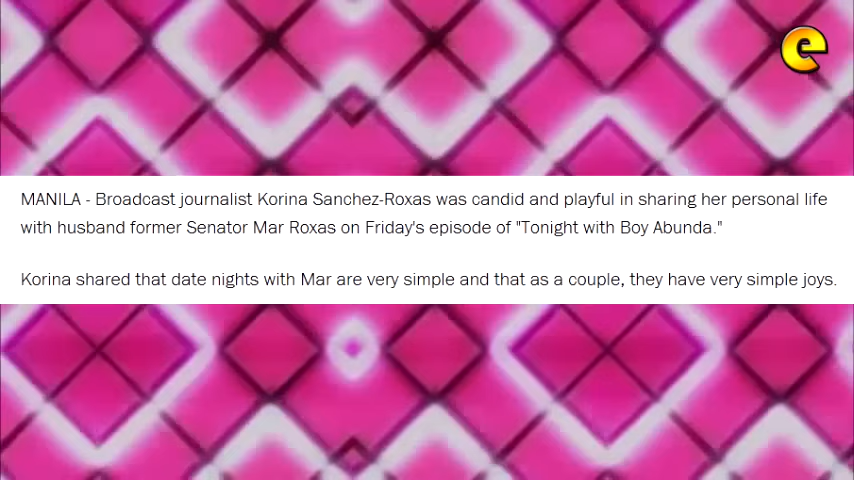 e
MANILA - Broadcast journalist Korina Sanchez-Roxas was candid and playful in sharing her personal life
with husband former Senator Mar Roxas on Friday's episode of "Tonight with Boy Abunda."
Korina shared that date nights with Mar are very simple and that as a couple, they have very simple joys.